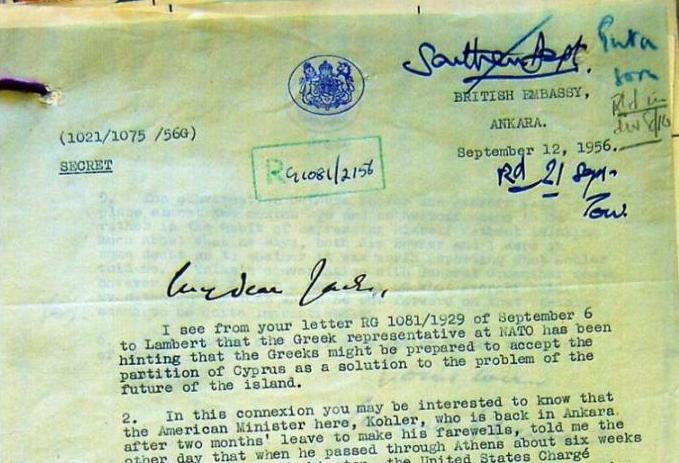 Southern Dept.
BRITISH EMBASSY,
ANKARA.
(1021/1075 /56G)
September 12, 1956.
SECRET
RG1081/2156
Rd 21 Sept.
My dear Jack,
I see from your letter RG 1081/1929 of September 6
to Lambert that the Greek representative at NATO has been
hinting that the Greeks might be prepared to accept the
partition of Cyprus as a solution to the problem of the
future of the island.
2. In this connexion you may be interested to know that
the American Minister here, Kohler, who is back in Ankara
after two months' leave to make his farewells, told me the
other day that when he passed through Athens about six weeks
the United States Chargé